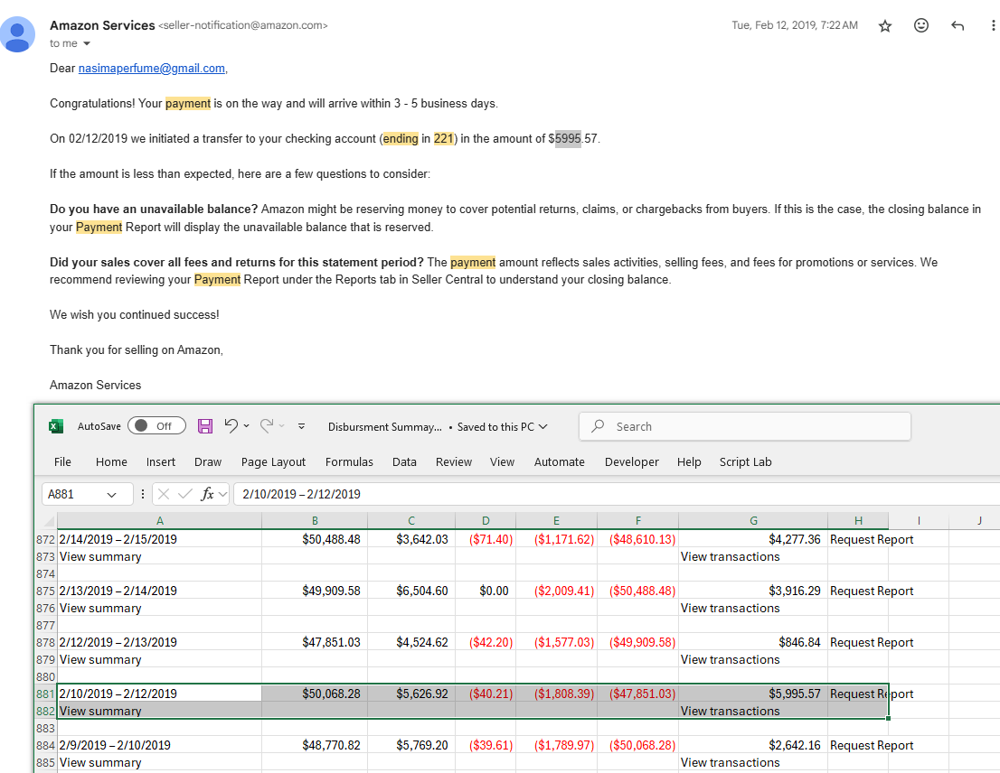 Amazon Services <seller-notification@amazon.com>
Tue, Feb 12, 2019, 7:22 AM
to me
Dear nasimaperfume@gmail.com,
Congratulations! Your payment is on the way and will arrive within 3 - 5 business days.
On 02/12/2019 we initiated a transfer to your checking account (ending in 221) in the amount of $5995.57.
If the amount is less than expected, here are a few questions to consider:
Do you have an unavailable balance? Amazon might be reserving money to cover potential returns, claims, or chargebacks from buyers. If this is the case, the closing balance in
your Payment Report will display the unavailable balance that is reserved.
Did your sales cover all fees and returns for this statement period? The payment amount reflects sales activities, selling fees, and fees for promotions or services. We
recommend reviewing your Payment Report under the Reports tab in Seller Central to understand your closing balance.
We wish you continued success!
Thank you for selling on Amazon,
Amazon Services
AutoSave Off Disbursment Summay... • Saved to this PC Search
File Home Insert Draw Page Layout Formulas Data Review View Automate Developer Help Script Lab
A881 fx 2/10/2019 – 2/12/2019
A B C D E F G H I J
872 2/14/2019 – 2/15/2019 $50,488.48 $3,642.03 ($71.40) ($1,171.62) ($48,610.13) $4,277.36 Request Report
873 View summary View transactions
874
875 2/13/2019 – 2/14/2019 $49,909.58 $6,504.60 $0.00 ($2,009.41) ($50,488.48) $3,916.29 Request Report
876 View summary View transactions
877
878 2/12/2019 – 2/13/2019 $47,851.03 $4,524.62 ($42.20) ($1,577.03) ($49,909.58) $846.84 Request Report
879 View summary View transactions
880
881 2/10/2019 – 2/12/2019 $50,068.28 $5,626.92 ($40.21) ($1,808.39) ($47,851.03) $5,995.57 Request Report
882 View summary View transactions
883
884 2/9/2019 – 2/10/2019 $48,770.82 $5,769.20 ($39.61) ($1,789.97) ($50,068.28) $2,642.16 Request Report
885 View summary View transactions